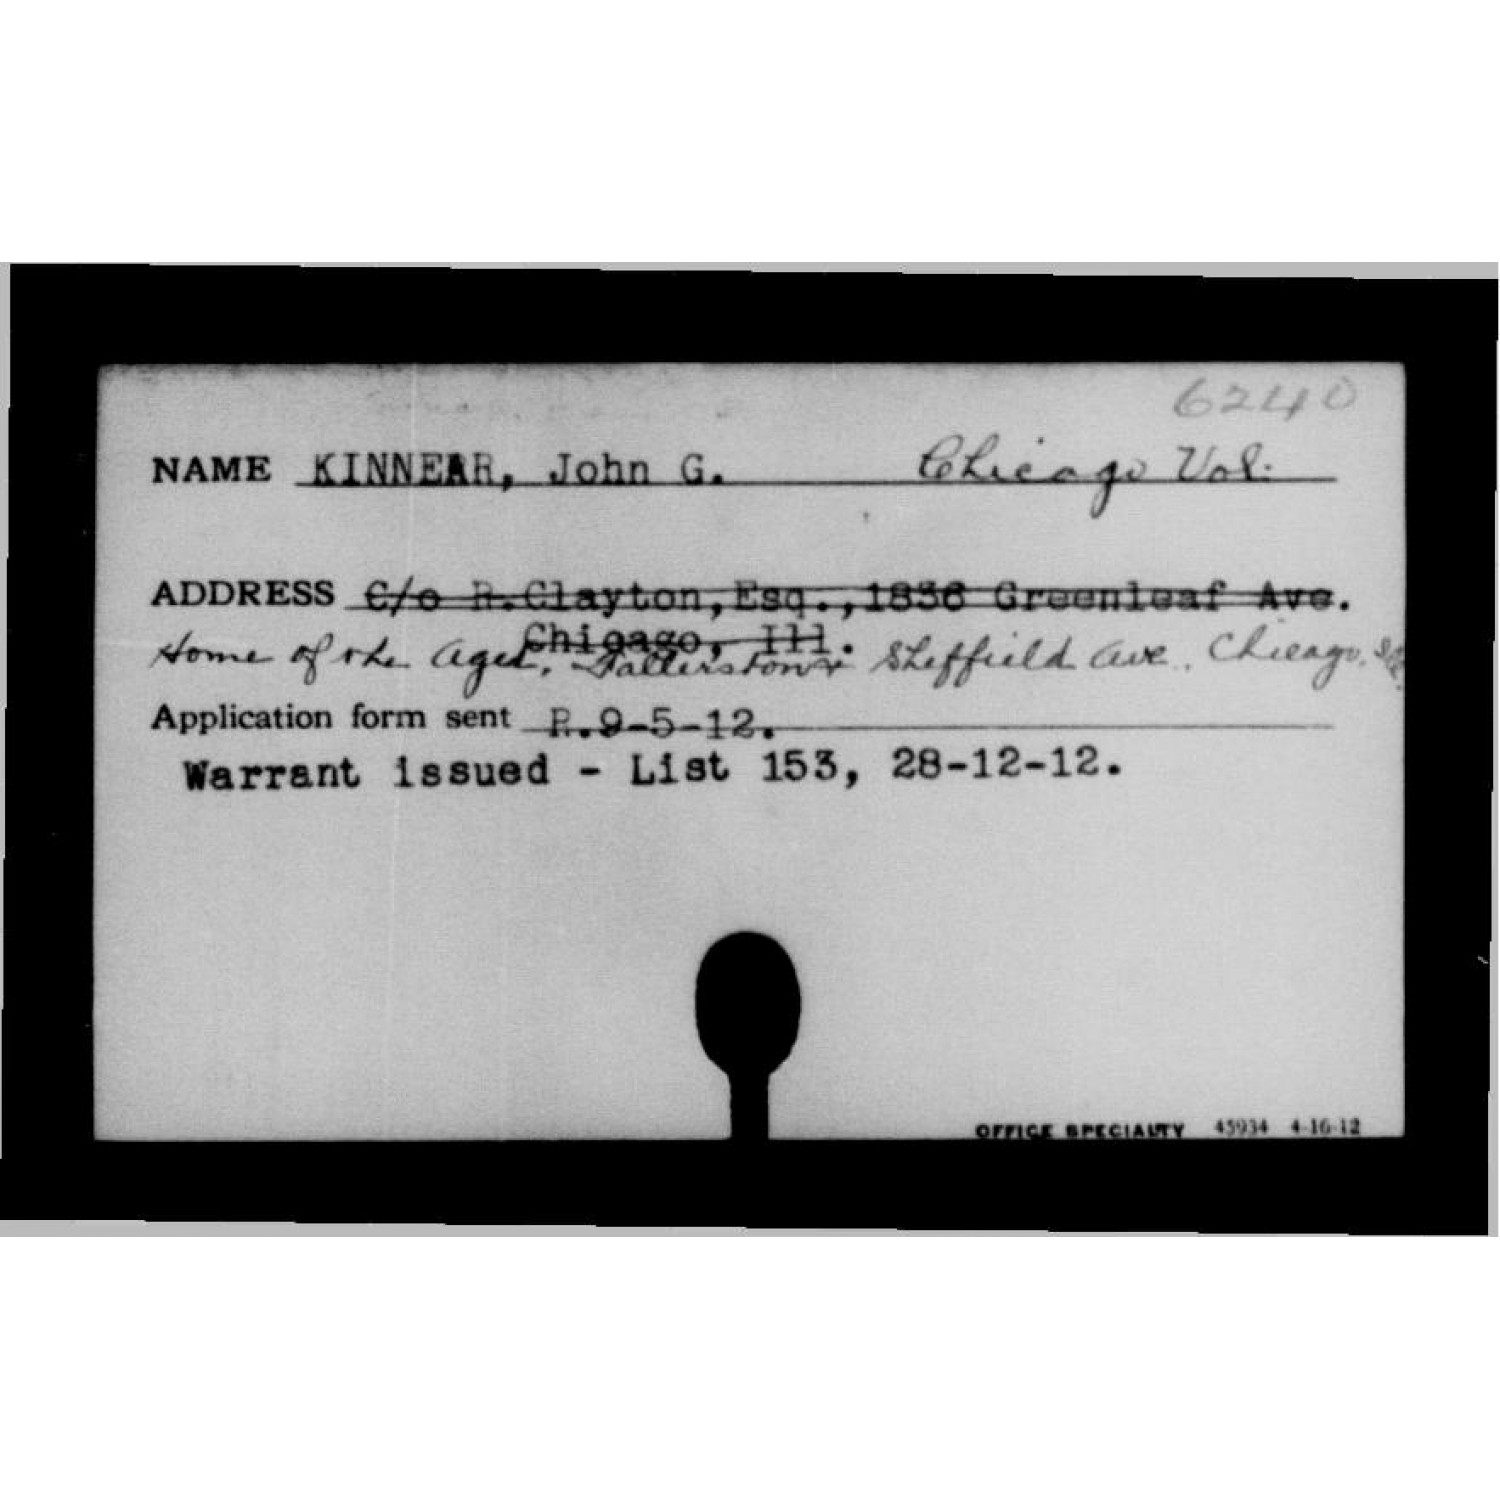 6240
NAME KINNEAR, John G. Chicago Vol.
ADDRESS C/o R. Clayton, Esq., 1836 Greenleaf Ave.
Chicago, Ill.
Home of the Aged, & Sheffield Ave. Chicago, Ill.
Application form sent R.9-5-12.
Warrant issued - List 153, 28-12-12.
OFFICE SPECIALTY 45934 4-16-12